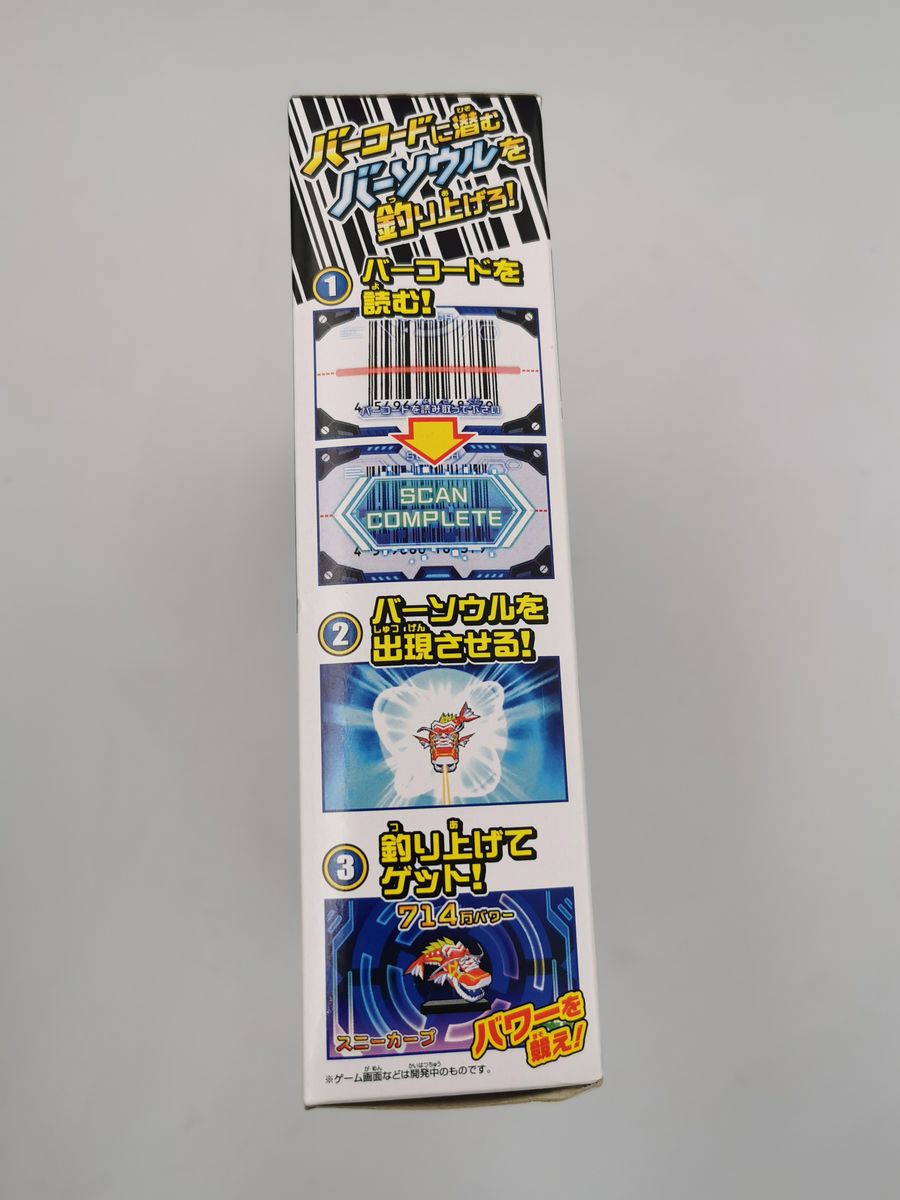 バーコードに潜む
バーソウルを
釣り上げろ!
1 バーコードを
読む!
バーコードを読み取って下さい
SCAN
COMPLETE
2 バーソウルを
出現させる!
3 釣り上げて
ゲット!
714万パワー
スニーカープ
パワーを
競え!
※ゲーム画面などは開発中のものです。